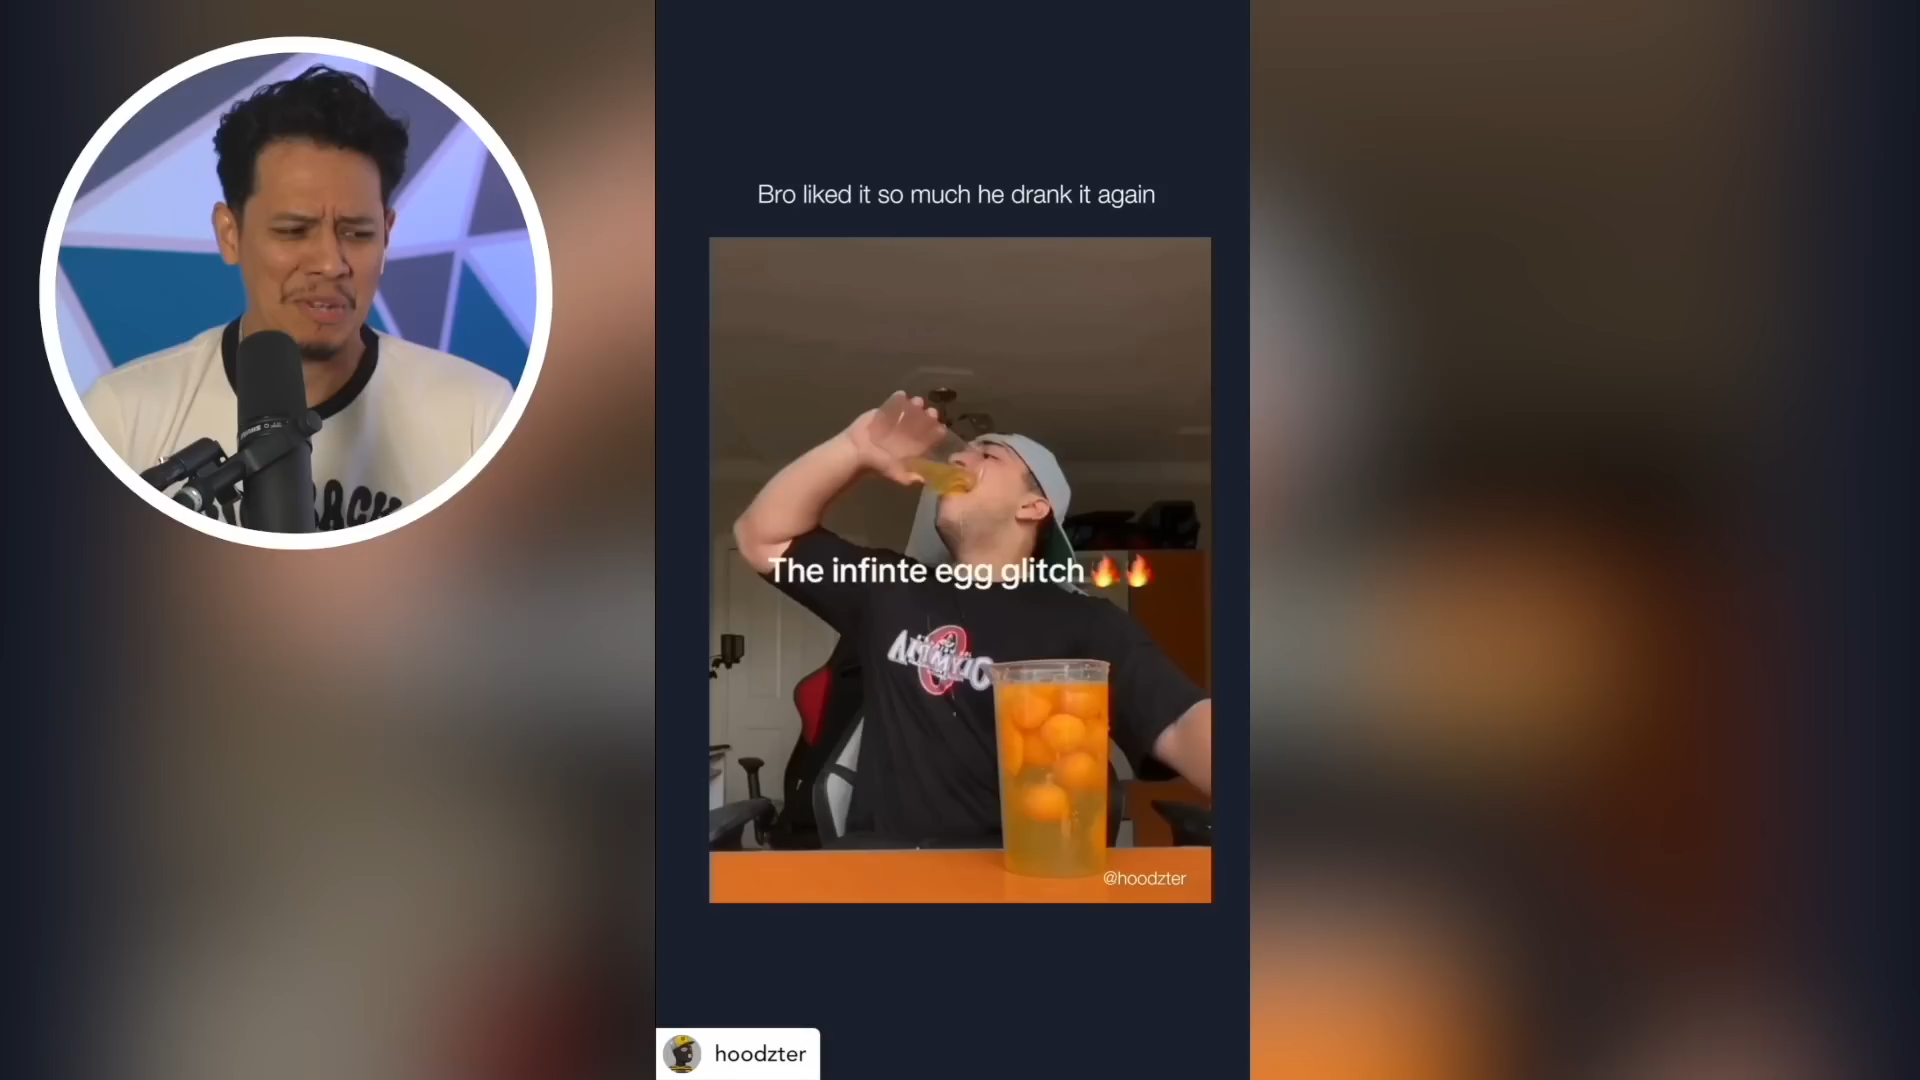 Bro liked it so much he drank it again
The infinte egg glitch🔥🔥
@hoodzter
hoodzter